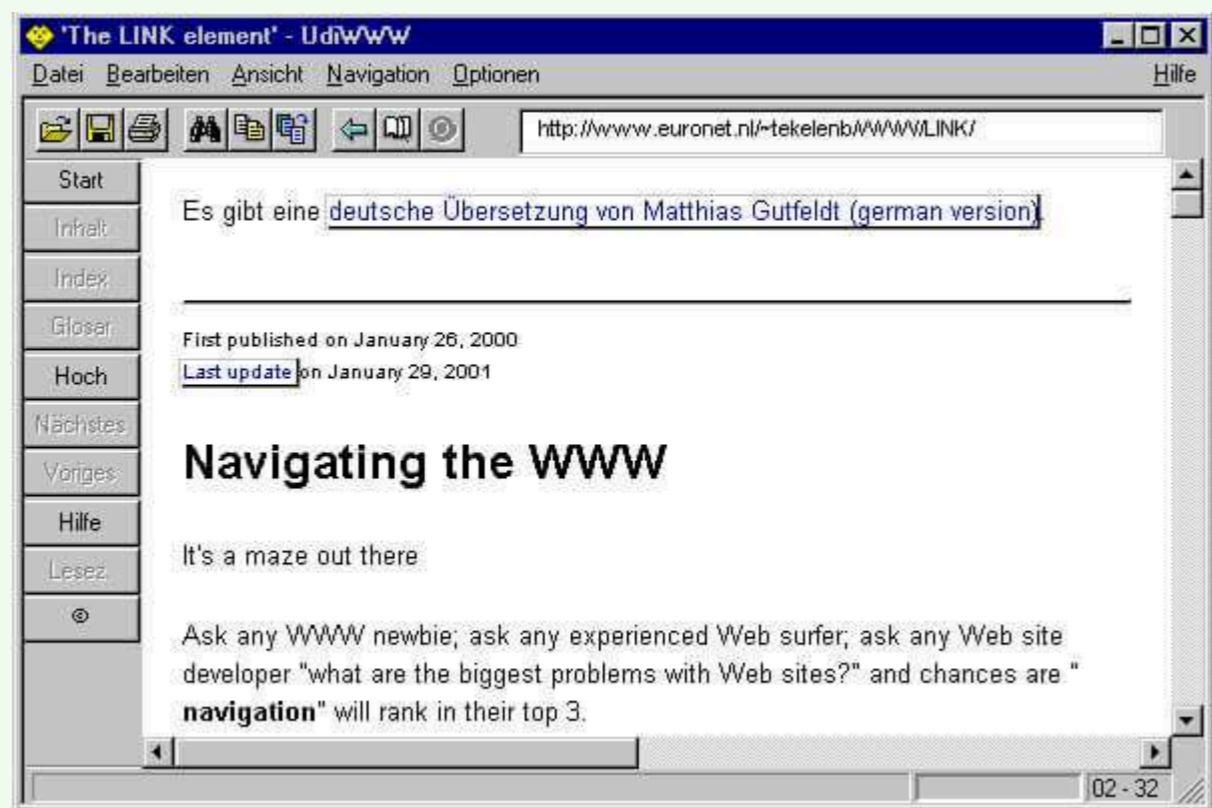 'The LINK element' - UdiWWW
Datei Bearbeiten Ansicht Navigation Optionen Hilfe
http://www.euronet.nl/~tekelenb/WWW/LINK/
Start
Inhalt
Index
Glosar
Hoch
Nächstes
Voriges
Hilfe
Lesez.
©
Es gibt eine deutsche Übersetzung von Matthias Gutfeldt (german version).
First published on January 26, 2000
Last update on January 29, 2001
Navigating the WWW
It's a maze out there
Ask any WWW newbie; ask any experienced Web surfer; ask any Web site
developer "what are the biggest problems with Web sites?" and chances are "
navigation" will rank in their top 3.
02 - 32